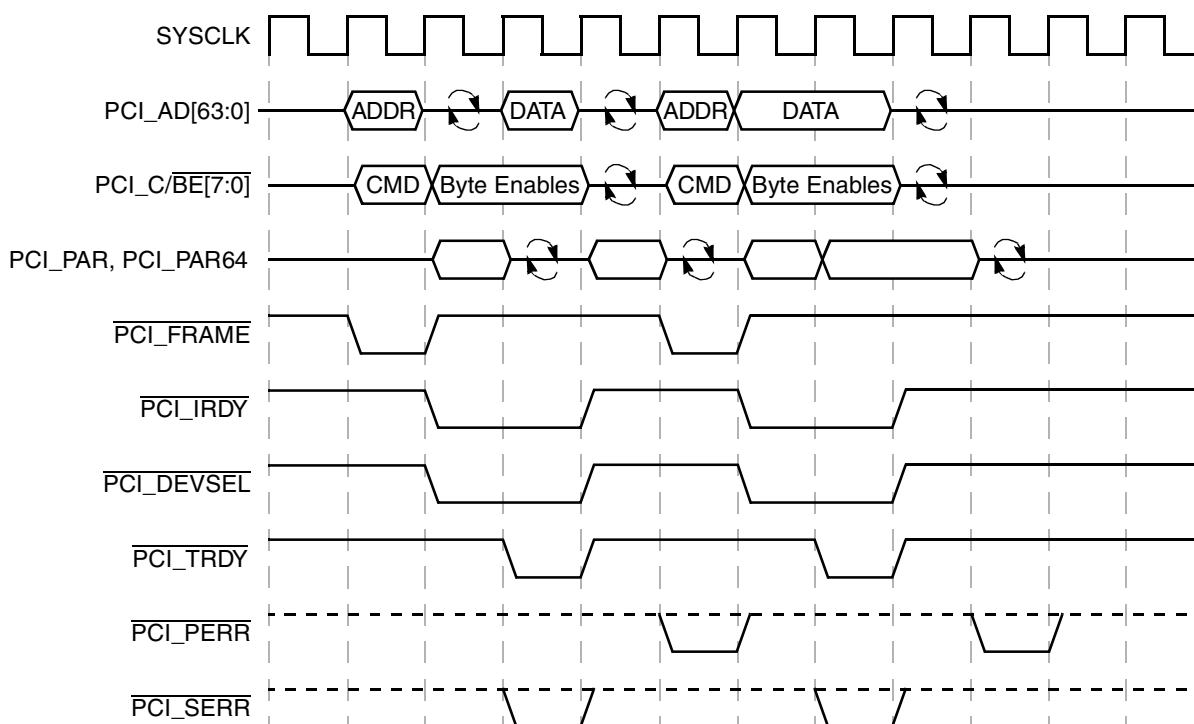 SYSCLK
PCI_AD[63:0] ADDR DATA ADDR DATA
PCI_C/BE[7:0] CMD Byte Enables CMD Byte Enables
PCI_PAR, PCI_PAR64
PCI_FRAME
PCI_IRDY
PCI_DEVSEL
PCI_TRDY
PCI_PERR
PCI_SERR